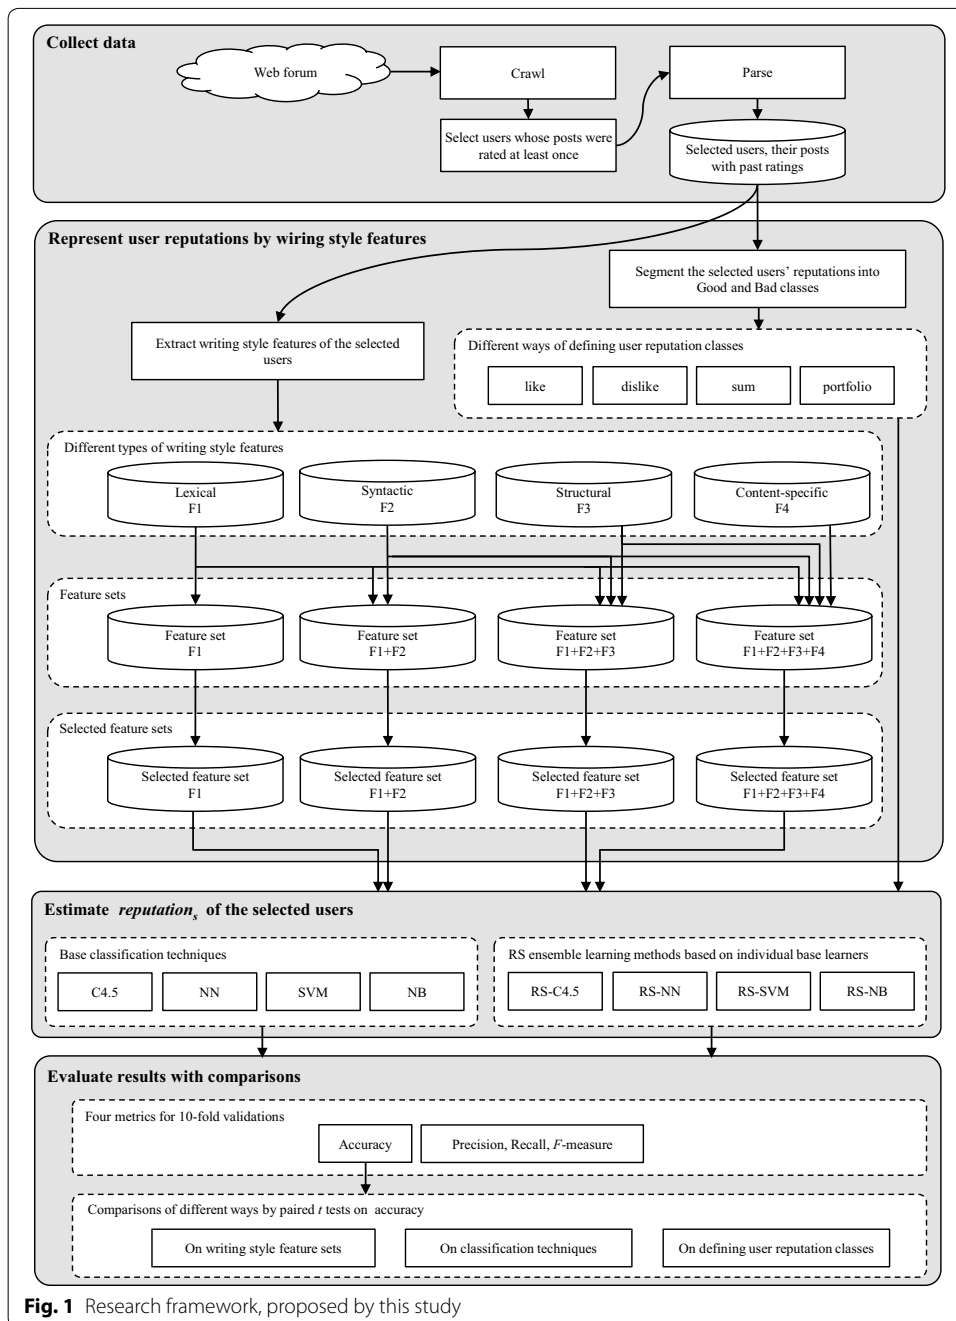 Collect data
Web forum
Crawl
Parse
Select users whose posts were
rated at least once
Selected users, their posts
with past ratings
Represent user reputations by wiring style features
Segment the selected users' reputations into
Good and Bad classes
Extract writing style features of the selected
users
Different ways of defining user reputation classes
like
dislike
sum
portfolio
Different types of writing style features
Lexical
F1
Syntactic
F2
Structural
F3
Content-specific
F4
Feature sets
Feature set
F1
Feature set
F1+F2
Feature set
F1+F2+F3
Feature set
F1+F2+F3+F4
Selected feature sets
Selected feature set
F1
Selected feature set
F1+F2
Selected feature set
F1+F2+F3
Selected feature set
F1+F2+F3+F4
Estimate reputations of the selected users
Base classification techniques
C4.5
NN
SVM
NB
RS ensemble learning methods based on individual base learners
RS-C4.5
RS-NN
RS-SVM
RS-NB
Evaluate results with comparisons
Four metrics for 10-fold validations
Accuracy
Precision, Recall, F-measure
Comparisons of different ways by paired t tests on accuracy
On writing style feature sets
On classification techniques
On defining user reputation classes
Fig. 1 Research framework, proposed by this study